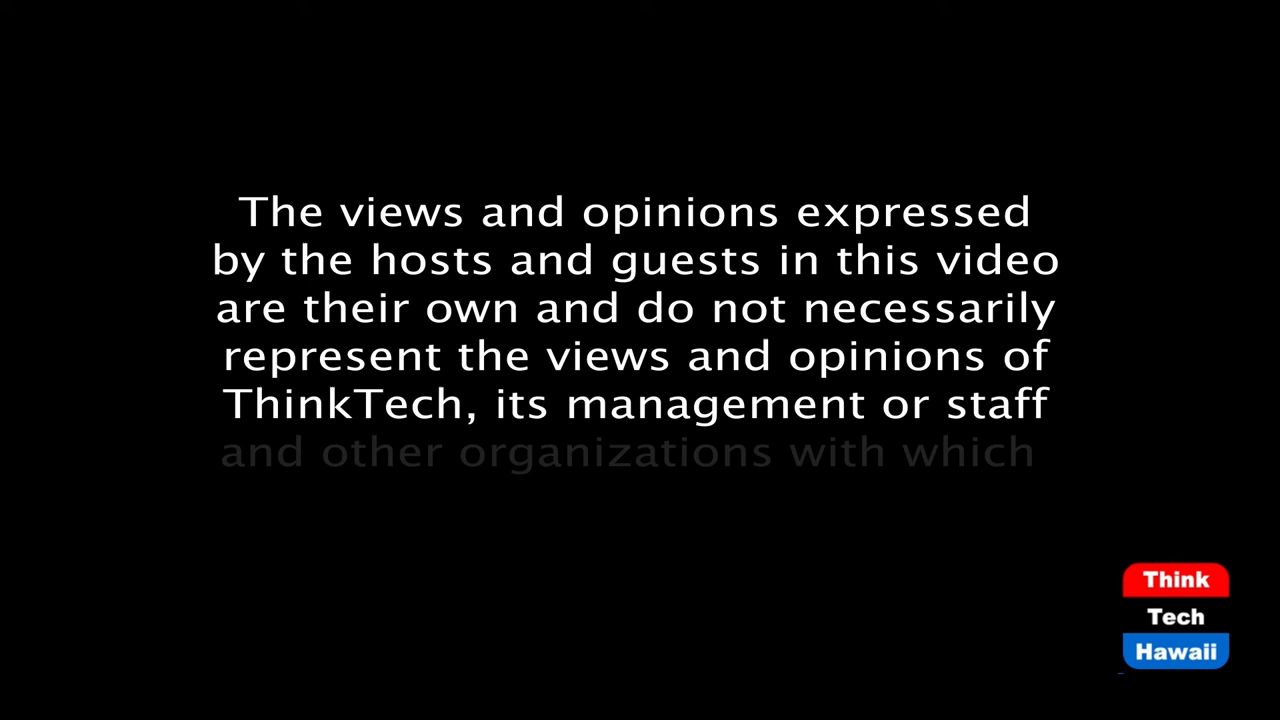 The views and opinions expressed
by the hosts and guests in this video
are their own and do not necessarily
represent the views and opinions of
ThinkTech, its management or staff
and other organizations with which
Think
Tech
Hawaii